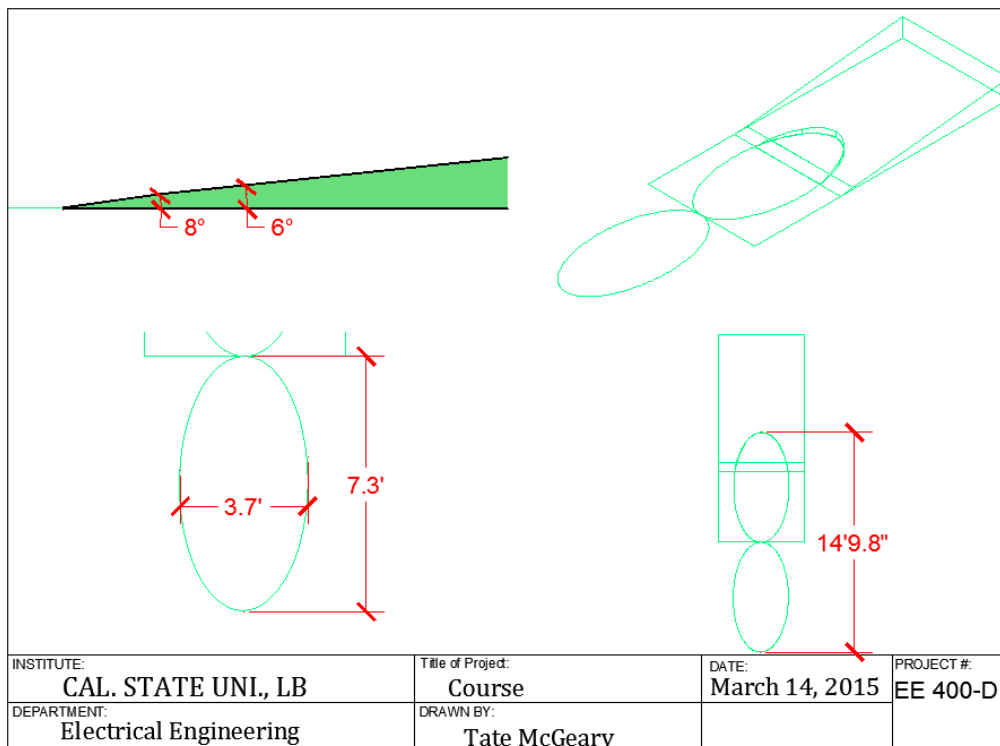 8°
6°
3.7'
7.3'
14'9.8"
INSTITUTE:
CAL. STATE UNI., LB
Title of Project:
Course
DATE:
March 14, 2015
PROJECT #:
EE 400-D
DEPARTMENT:
Electrical Engineering
DRAWN BY:
Tate McGeary